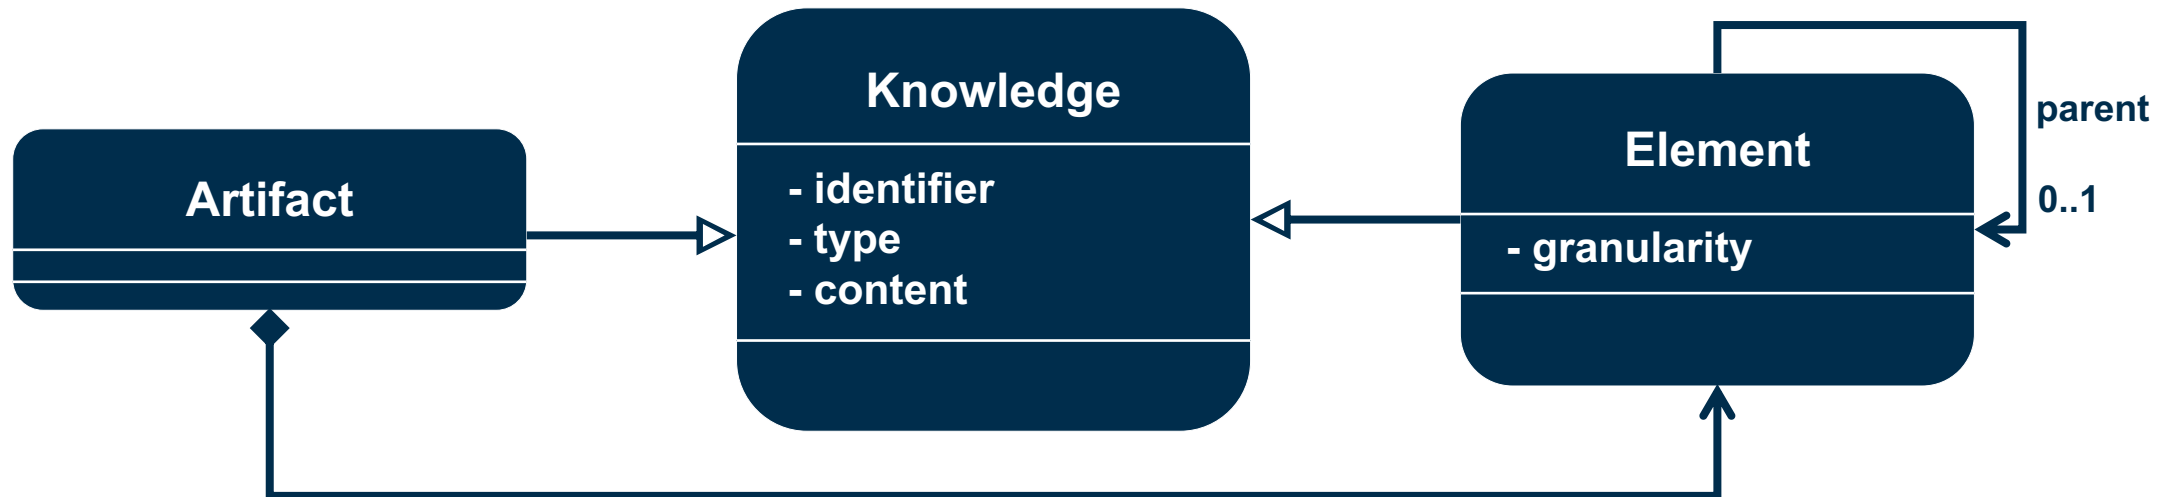 Artifact
Knowledge
- identifier
- type
- content
Element
- granularity
parent
0..1